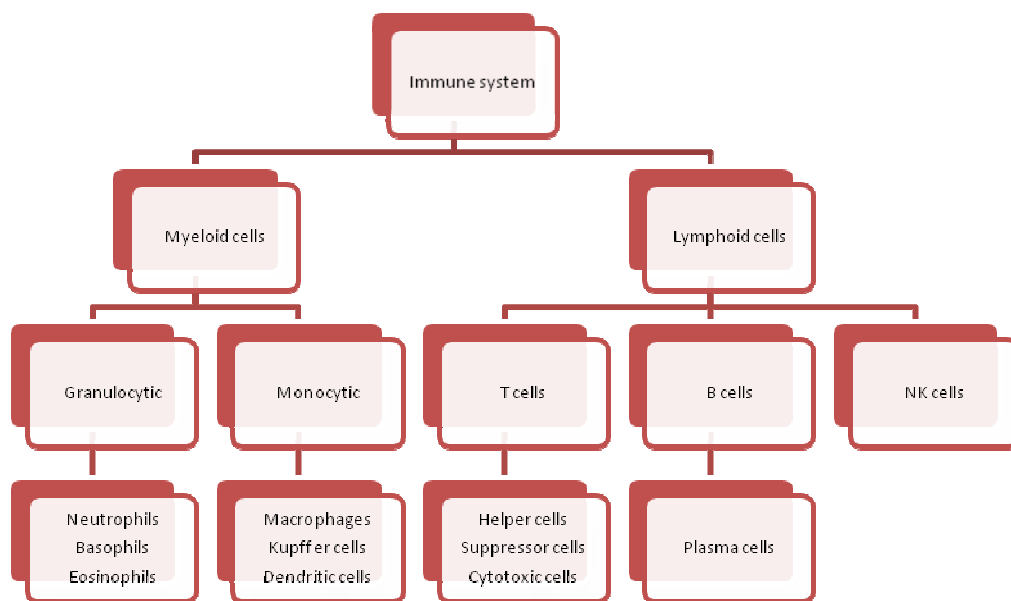 Immune system
Myeloid cells
Lymphoid cells
Granulocytic
Monocytic
T cells
B cells
NK cells
Neutrophils
Basophils
Eosinophils
Macrophages
Kupffer cells
Dendritic cells
Helper cells
Suppressor cells
Cytotoxic cells
Plasma cells